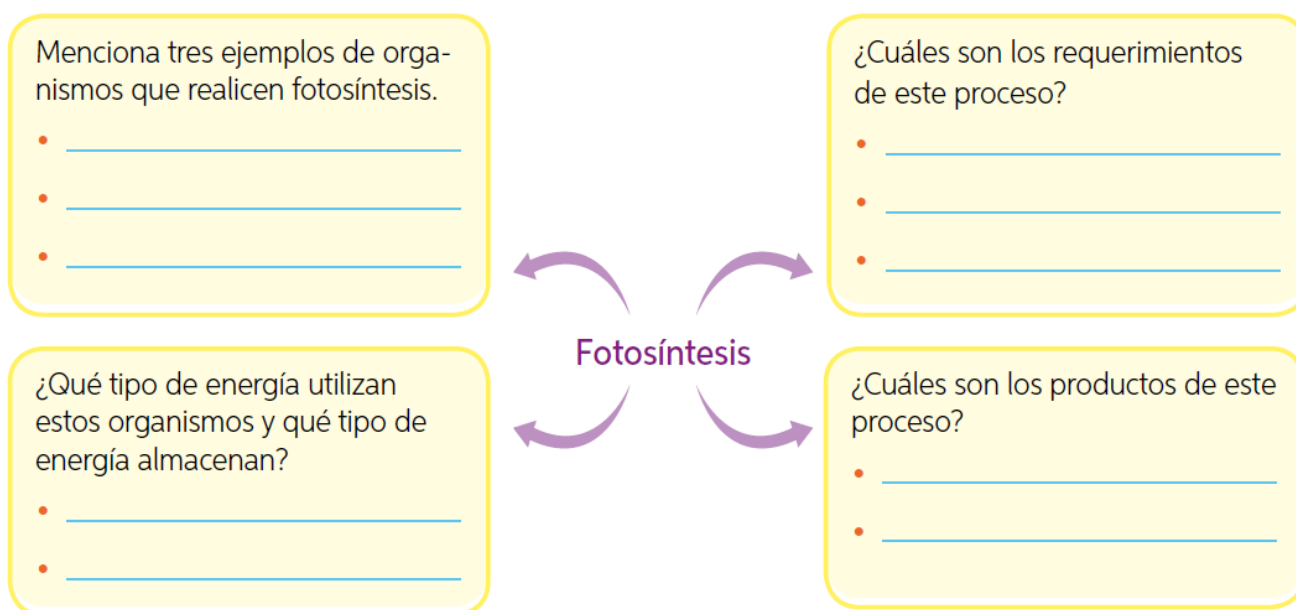 Menciona tres ejemplos de orga-
nismos que realicen fotosíntesis.
¿Cuáles son los requerimientos
de este proceso?
Fotosíntesis
¿Qué tipo de energía utilizan
estos organismos y qué tipo de
energía almacenan?
¿Cuáles son los productos de este
proceso?